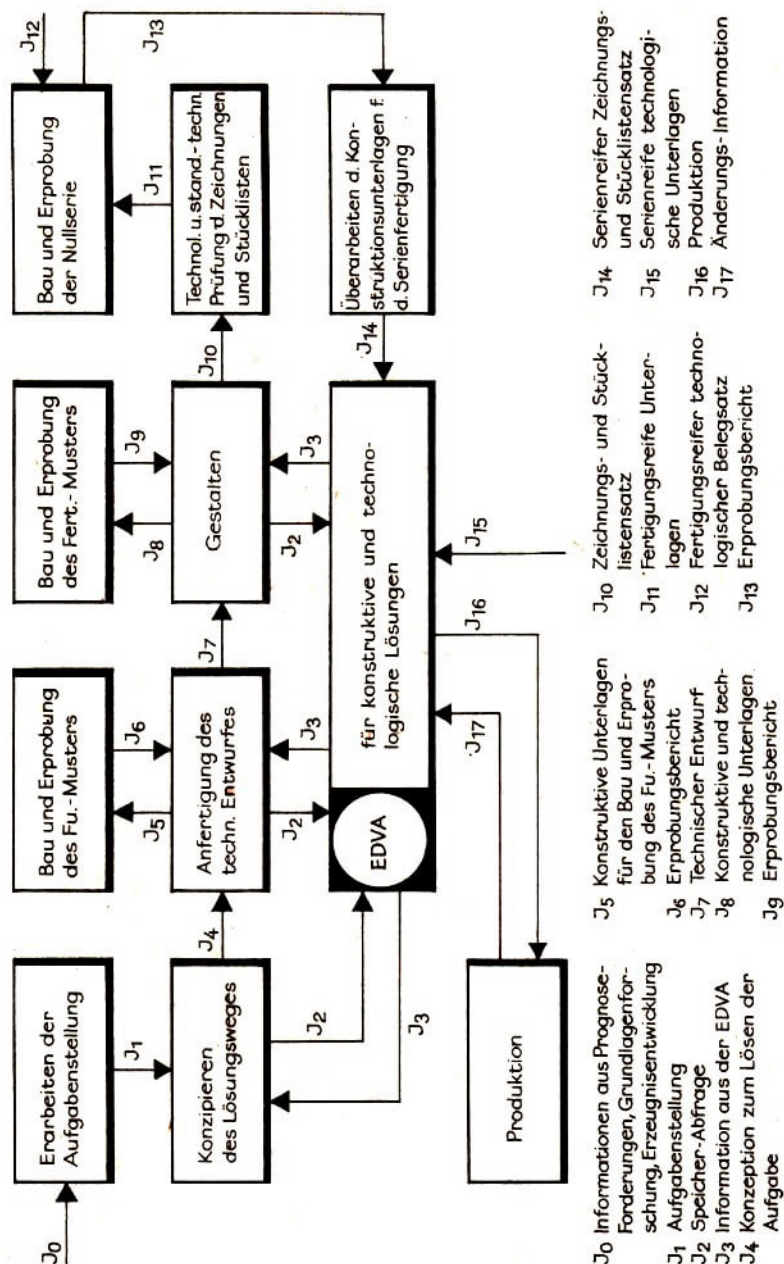 J0
Erarbeiten der
Aufgabenstellung
J1
Konzipieren
des Lösungsweges
J2
J3
J4
Bau und Erprobung
des Fu.-Musters
J5
J6
Anfertigung des
techn. Entwurfes
J2
J3
J7
Bau und Erprobung
des Fert.-Musters
J8
J9
Gestalten
J2
J3
J10
Bau und Erprobung
der Nullserie
J12
J11
J13
Technol. u. stand.-techn.
Prüfung d. Zeichnungen
und Stücklisten
Überarbeiten d. Kon-
struktionsunterlagen f.
d. Serienfertigung
J14
EDVA
für konstruktive und techno-
logische Lösungen
J15
J16
J17
Produktion
J0 Informationen aus Prognose-
Forderungen, Grundlagenfor-
schung, Erzeugnisentwicklung
J1 Aufgabenstellung
J2 Speicher-Abfrage
J3 Information aus der EDVA
J4 Konzeption zum Lösen der
Aufgabe
J5 Konstruktive Unterlagen
für den Bau und Erpro-
bung des Fu.-Musters
J6 Erprobungsbericht
J7 Technischer Entwurf
J8 Konstruktive und tech-
nologische Unterlagen
J9 Erprobungsbericht
J10 Zeichnungs- und Stück-
listensatz
J11 Fertigungsreife Unter-
lagen
J12 Fertigungsreifer techno-
logischer Belegsatz
J13 Erprobungsbericht
J14 Serienreifer Zeichnungs-
und Stücklistensatz
J15 Serienreife technologi-
sche Unterlagen
J16 Produktion
J17 Änderungs-Information